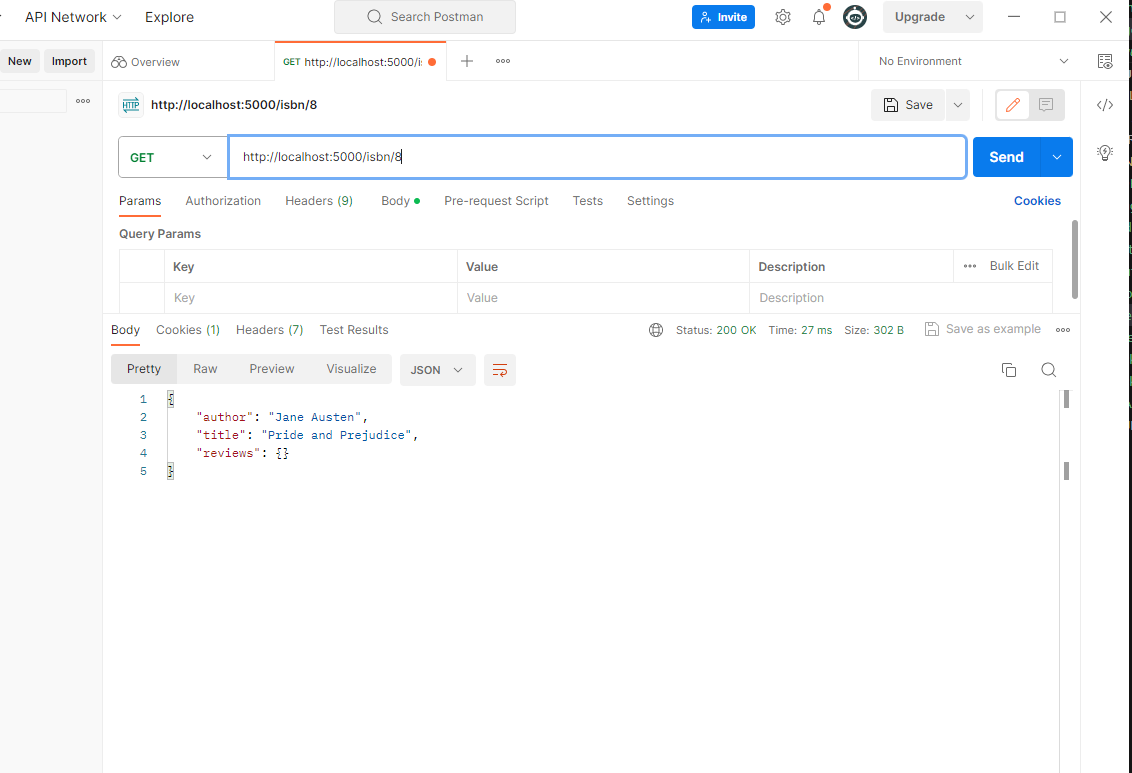 API Network Explore Search Postman Invite Upgrade
New Import Overview GET http://localhost:5000/i No Environment
HTTP http://localhost:5000/isbn/8 Save
GET http://localhost:5000/isbn/8 Send
Params Authorization Headers (9) Body Pre-request Script Tests Settings Cookies
Query Params
Key Value Description Bulk Edit
Key Value Description
Body Cookies (1) Headers (7) Test Results Status: 200 OK Time: 27 ms Size: 302 B Save as example
Pretty Raw Preview Visualize JSON
1 {
2 "author": "Jane Austen",
3 "title": "Pride and Prejudice",
4 "reviews": {}
5 }